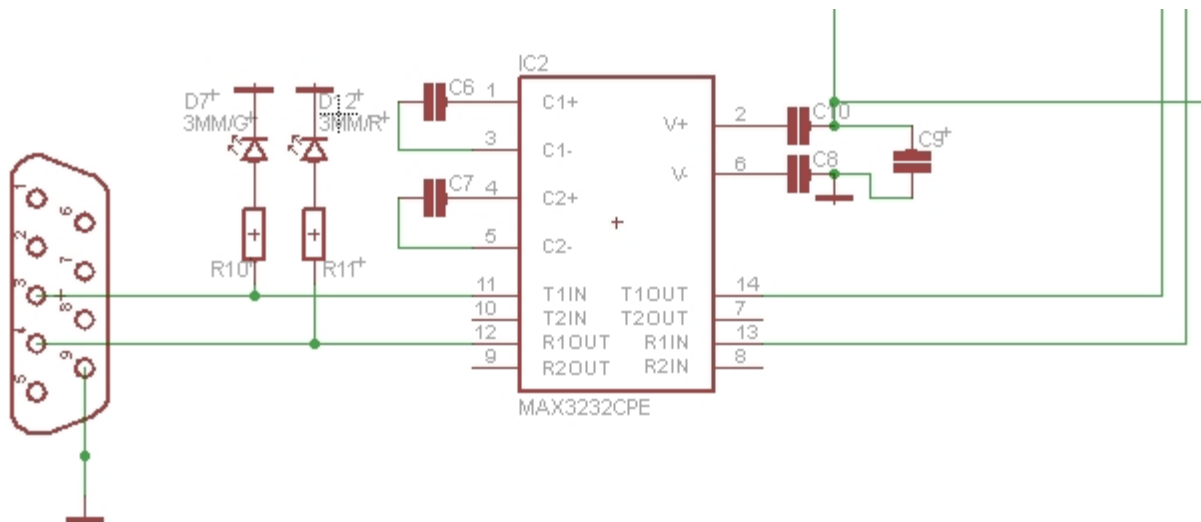 IC2
D7
3MM/G
D12
3MM/R
C6
1
C1+
3
C1-
C7
4
C2+
5
C2-
V+
2
C10
V-
6
C8
C9
R10
R11
11
T1IN
T1OUT
14
10
T2IN
T2OUT
7
12
R1OUT
R1IN
13
9
R2OUT
R2IN
8
MAX3232CPE
1
2
3
4
5
6
7
8
9